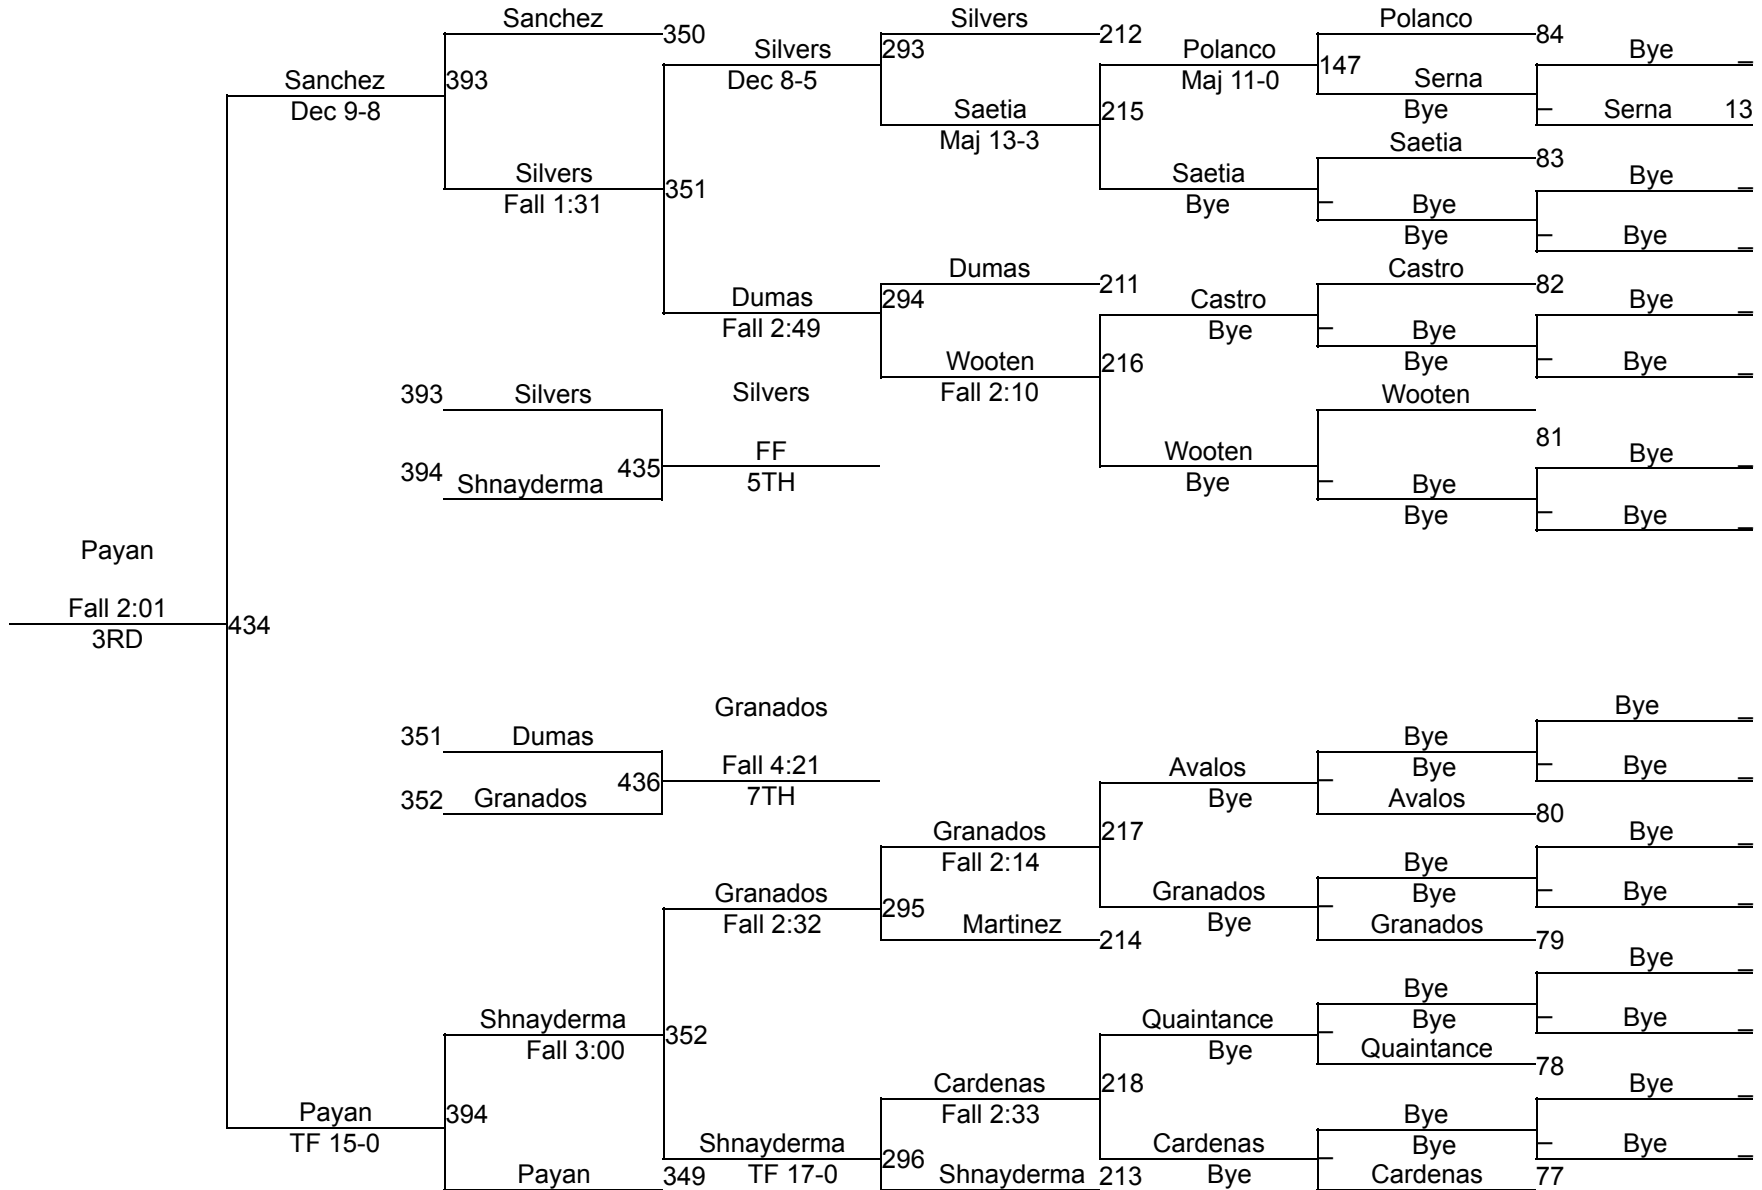 Sanchez Silvers Polanco
350 212 84
Silvers 293 Polanco 147 Bye _
Sanchez 393 Dec 8-5 Maj 11-0 Serna
Dec 9-8 Saetia 215 Bye – Serna 13
Maj 13-3 Saetia 83
Silvers 351 Saetia Bye _
Fall 1:31 Bye – Bye
Bye – Bye _
Dumas Castro
211 82
Dumas 294 Castro Bye _
Fall 2:49 Bye – Bye
Wooten 216 Bye – Bye _
393 Silvers Silvers Fall 2:10 Wooten
81
FF Wooten Bye _
394 Shnayderma 435 5TH Bye – Bye
Bye – Bye _
Payan
Fall 2:01
3RD 434
Granados Bye _
351 Dumas Bye
Fall 4:21 Avalos – Bye – Bye _
436 7TH Bye Avalos 80
352 Granados
Granados 217 Bye _
Fall 2:14 Bye
Granados 295 Granados – Bye – Bye _
Fall 2:32 Martinez 214 Bye Granados 79
Bye _
Bye
Shnayderma 352 Quaintance – Bye – Bye _
Fall 3:00 Bye Quaintance 78
Cardenas 218 Bye _
Payan 394 Fall 2:33 Bye
TF 15-0 Shnayderma 296 Cardenas – Bye – Bye _
Payan 349 TF 17-0 Shnayderma 213 Bye Cardenas 77